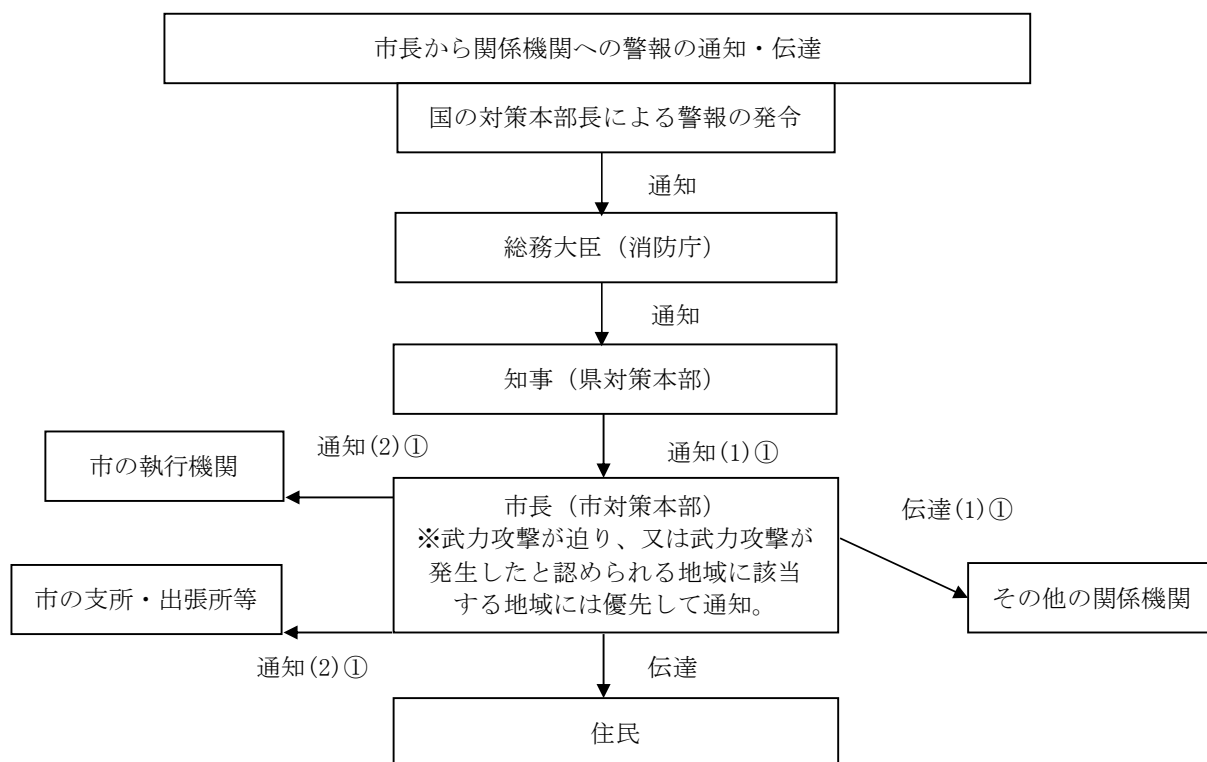 市長から関係機関への警報の通知・伝達
国の対策本部長による警報の発令
通知
総務大臣（消防庁）
通知
知事（県対策本部）
通知(2)①
通知(1)①
市の執行機関
市長（市対策本部）
※武力攻撃が迫り、又は武力攻撃が
発生したと認められる地域に該当
する地域には優先して通知。
伝達(1)①
市の支所・出張所等
その他の関係機関
通知(2)①
伝達
住民